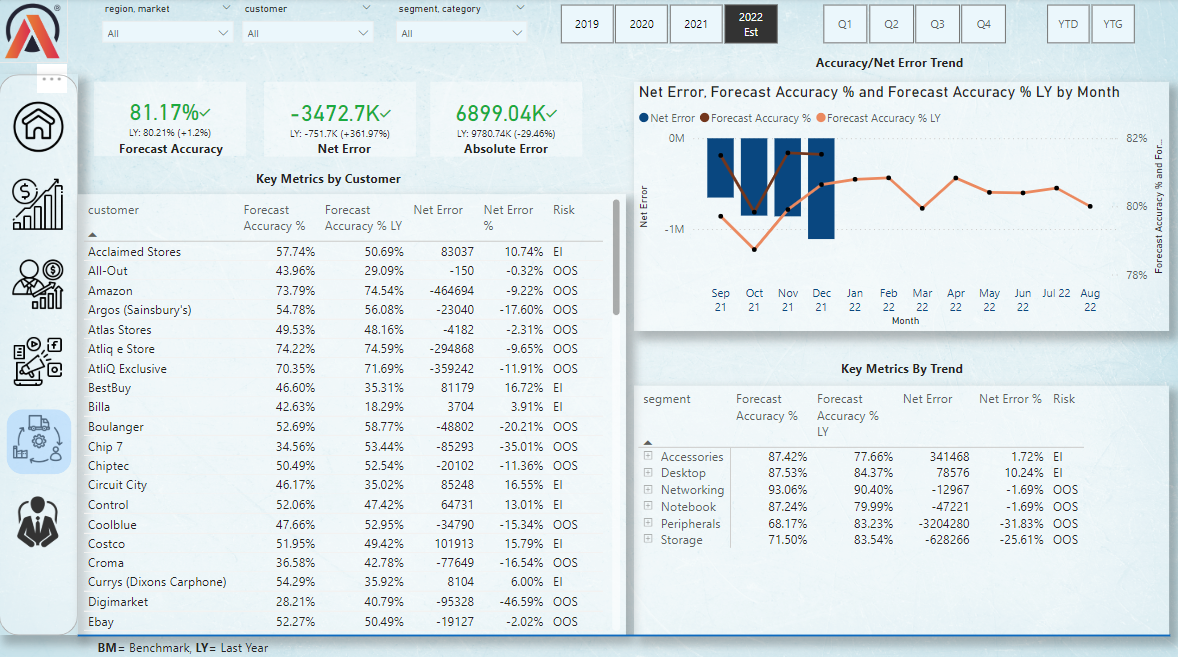 region, market
customer
segment, category
All
All
All
2019
2020
2021
2022
Est
Q1
Q2
Q3
Q4
YTD
YTG
81.17%✓
LY: 80.21% (+1.2%)
Forecast Accuracy
-3472.7K✓
LY: -751.7K (+361.97%)
Net Error
6899.04K✓
LY: 9780.74K (-29.46%)
Absolute Error
Key Metrics by Customer
customer Forecast Accuracy % Forecast Accuracy % LY Net Error Net Error % Risk
Acclaimed Stores 57.74% 50.69% 83037 10.74% EI
All-Out 43.96% 29.09% -150 -0.32% OOS
Amazon 73.79% 74.54% -464694 -9.22% OOS
Argos (Sainsbury's) 54.78% 56.08% -23040 -17.60% OOS
Atlas Stores 49.53% 48.16% -4182 -2.31% OOS
Atliq e Store 74.22% 74.59% -294868 -9.65% OOS
AtliQ Exclusive 70.35% 71.69% -359242 -11.91% OOS
BestBuy 46.60% 35.31% 81179 16.72% EI
Billa 42.63% 18.29% 3704 3.91% EI
Boulanger 52.69% 58.77% -48802 -20.21% OOS
Chip 7 34.56% 53.44% -85293 -35.01% OOS
Chiptec 50.49% 52.54% -20102 -11.36% OOS
Circuit City 46.17% 35.02% 85248 16.55% EI
Control 52.06% 47.42% 64731 13.01% EI
Coolblue 47.66% 52.95% -34790 -15.34% OOS
Costco 51.95% 49.42% 101913 15.79% EI
Croma 36.58% 42.78% -77649 -16.54% OOS
Currys (Dixons Carphone) 54.29% 35.92% 8104 6.00% EI
Digimarket 28.21% 40.79% -95328 -46.59% OOS
Ebay 52.27% 50.49% -19127 -2.02% OOS
Accuracy/Net Error Trend
Net Error, Forecast Accuracy % and Forecast Accuracy % LY by Month
Net Error Forecast Accuracy % Forecast Accuracy % LY
0M
-1M
Net Error
82%
80%
78%
Forecast Accuracy % and For...
Sep Oct Nov Dec Jan Feb Mar Apr May Jun Jul 22 Aug
21 21 21 21 22 22 22 22 22 22 22
Month
Key Metrics By Trend
segment Forecast Accuracy % Forecast Accuracy % LY Net Error Net Error % Risk
Accessories 87.42% 77.66% 341468 1.72% EI
Desktop 87.53% 84.37% 78576 10.24% EI
Networking 93.06% 90.40% -12967 -1.69% OOS
Notebook 87.24% 79.99% -47221 -1.69% OOS
Peripherals 68.17% 83.23% -3204280 -31.83% OOS
Storage 71.50% 83.54% -628266 -25.61% OOS
BM= Benchmark, LY= Last Year